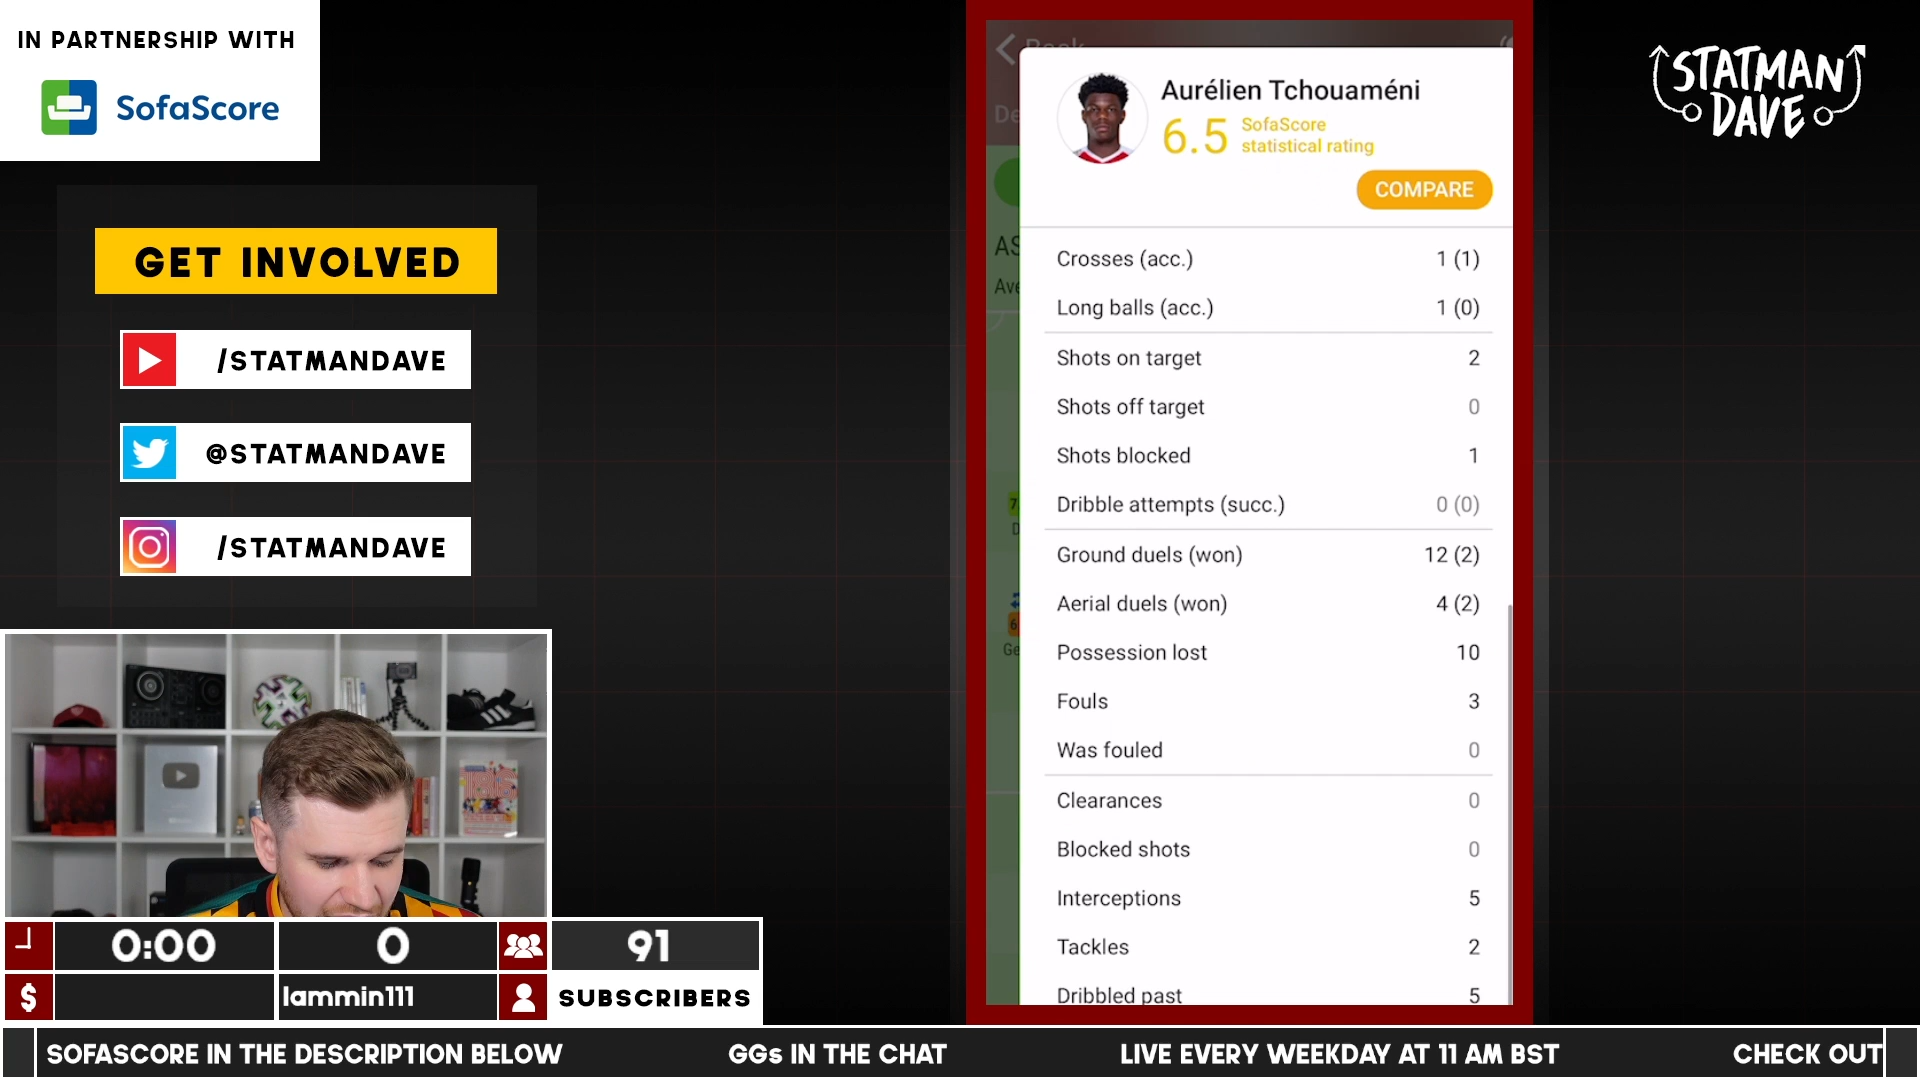 IN PARTNERSHIP WITH
SofaScore
GET INVOLVED
/STATMANDAVE
@STATMANDAVE
/STATMANDAVE
STATMAN
DAVE
Back
Aurélien Tchouaméni
6.5
SofaScore
statistical rating
COMPARE
Crosses (acc.) 1 (1)
Long balls (acc.) 1 (0)
Shots on target 2
Shots off target 0
Shots blocked 1
Dribble attempts (succ.) 0 (0)
Ground duels (won) 12 (2)
Aerial duels (won) 4 (2)
Possession lost 10
Fouls 3
Was fouled 0
Clearances 0
Blocked shots 0
Interceptions 5
Tackles 2
Dribbled past 5
0:00 0 91
$ lammin111 SUBSCRIBERS
SOFASCORE IN THE DESCRIPTION BELOW GGs IN THE CHAT LIVE EVERY WEEKDAY AT 11 AM BST CHECK OUT